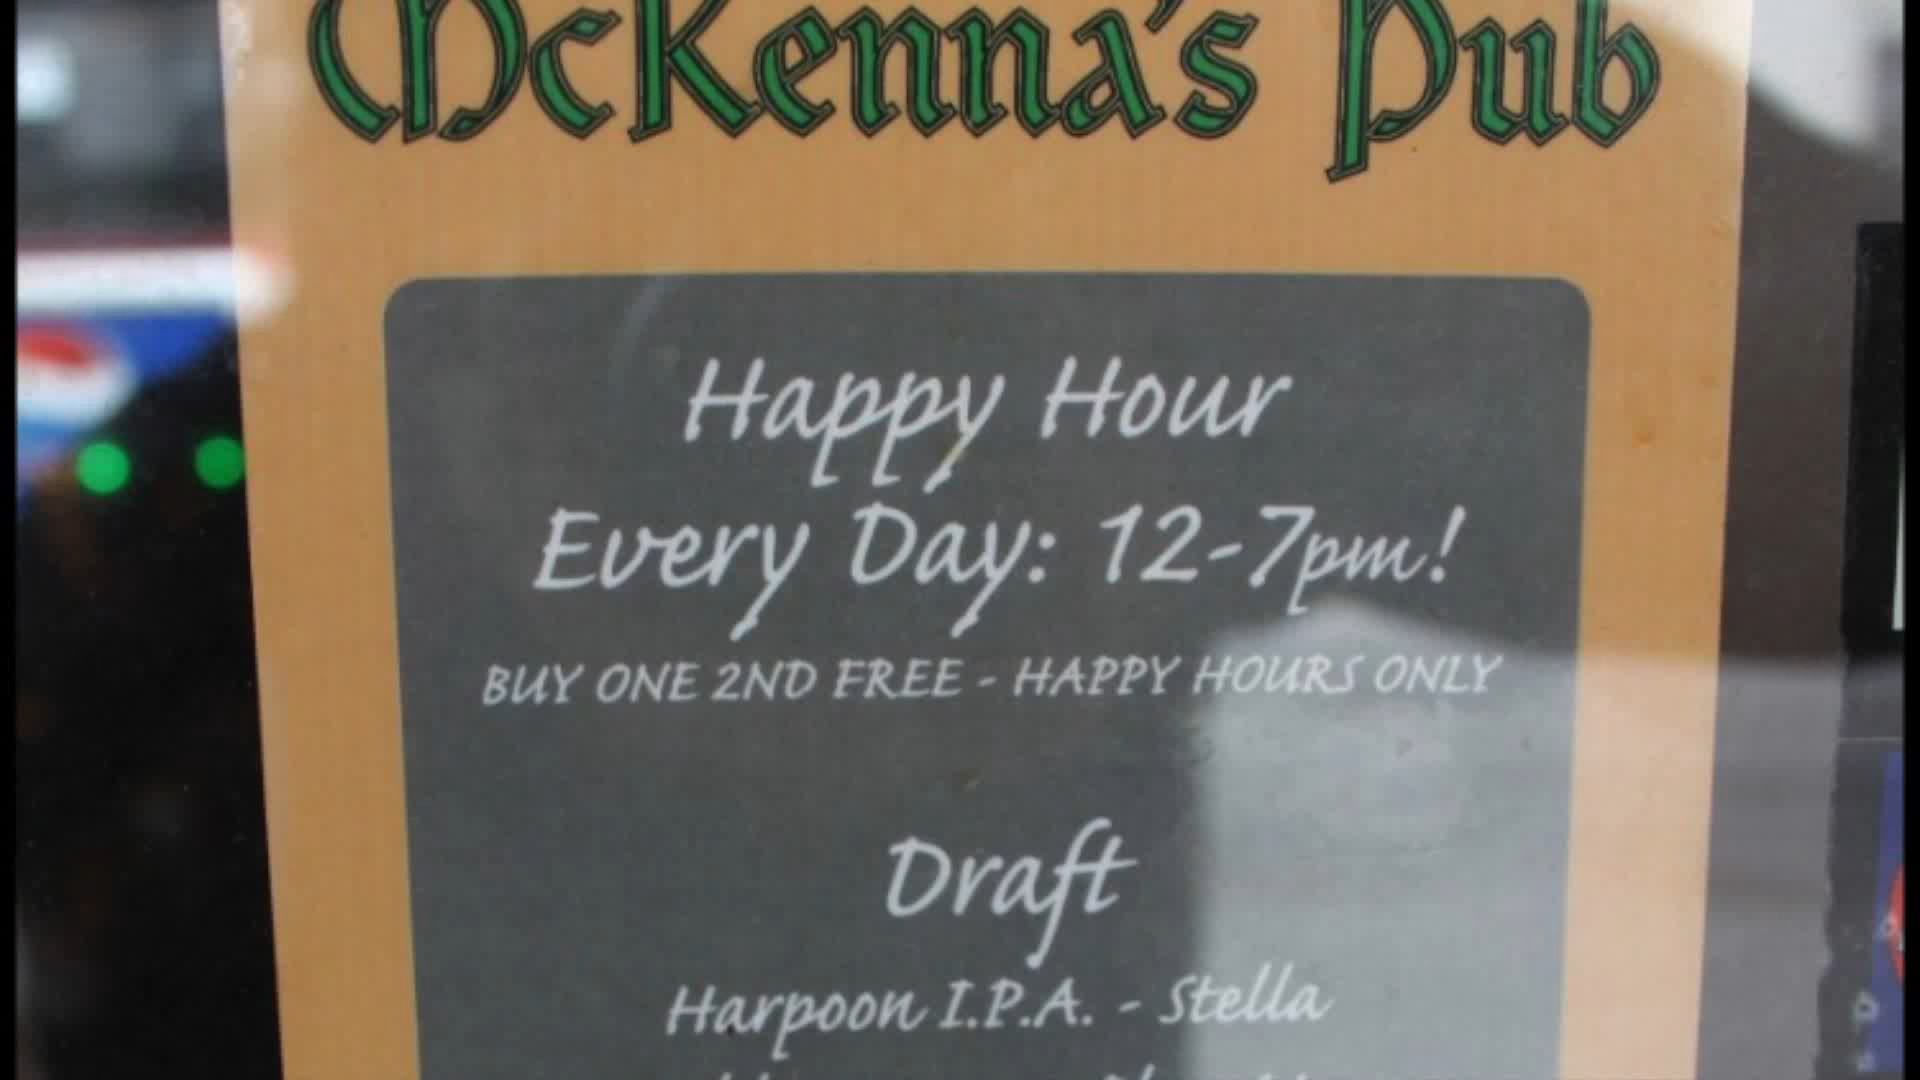 McKenna's Pub
Happy Hour
Every Day: 12-7pm!
BUY ONE 2ND FREE - HAPPY HOURS ONLY
Draft
Harpoon I.P.A. - Stella